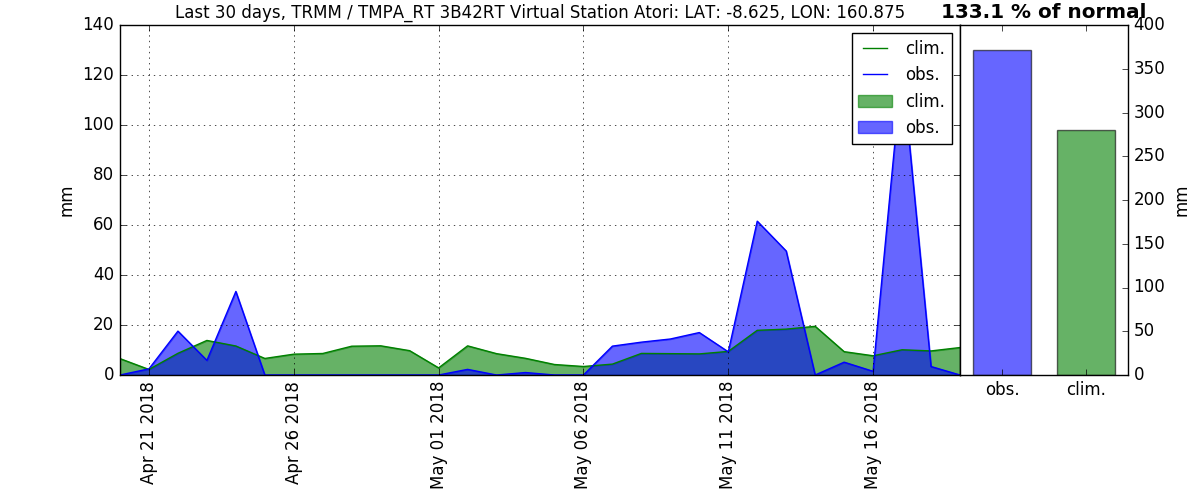 Last 30 days, TRMM / TMPA_RT 3B42RT Virtual Station Atori: LAT: -8.625, LON: 160.875
133.1 % of normal
140
120
100
80
60
40
20
0
mm
clim.
obs.
clim.
obs.
Apr 21 2018
Apr 26 2018
May 01 2018
May 06 2018
May 11 2018
May 16 2018
400
350
300
250
200
150
100
50
0
mm
obs.
clim.